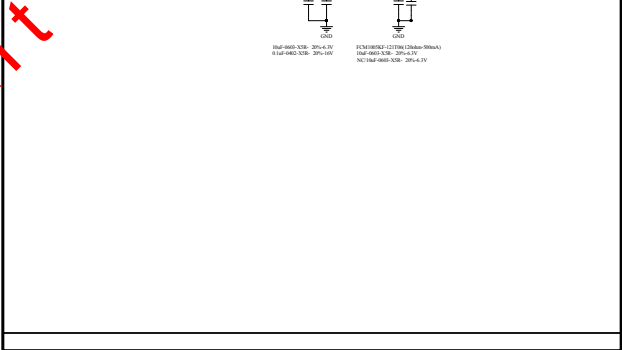 GND
GND
10uF-0603-X5R- 20%-6.3V
0.1uF-0402-X5R- 20%-16V
FCM1005KF-121T06(120ohm-500mA)
10uF-0603-X5R- 20%-6.3V
NC/10uF-0603-X5R- 20%-6.3V